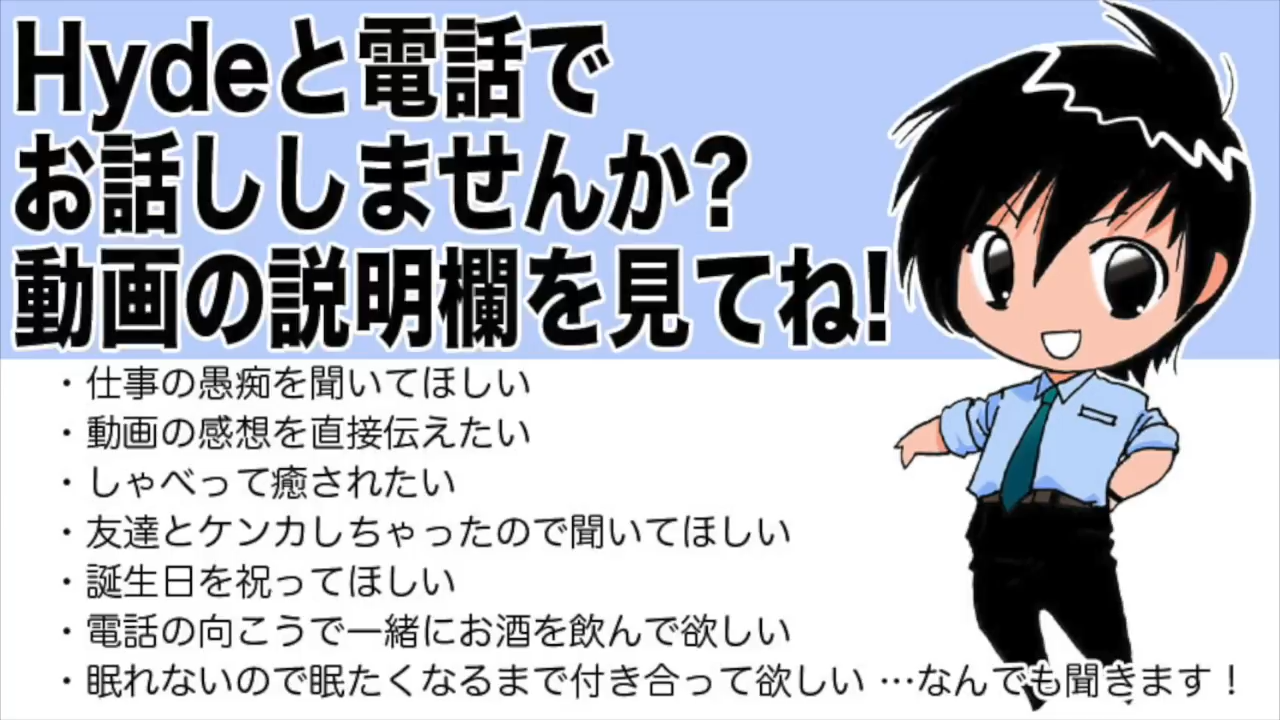 Hydeと電話で
お話ししませんか?
動画の説明欄を見てね!
・仕事の愚痴を聞いてほしい
・動画の感想を直接伝えたい
・しゃべって癒されたい
・友達とケンカしちゃったので聞いてほしい
・誕生日を祝ってほしい
・電話の向こうで一緒にお酒を飲んで欲しい
・眠れないので眠たくなるまで付き合って欲しい …なんでも聞きます！